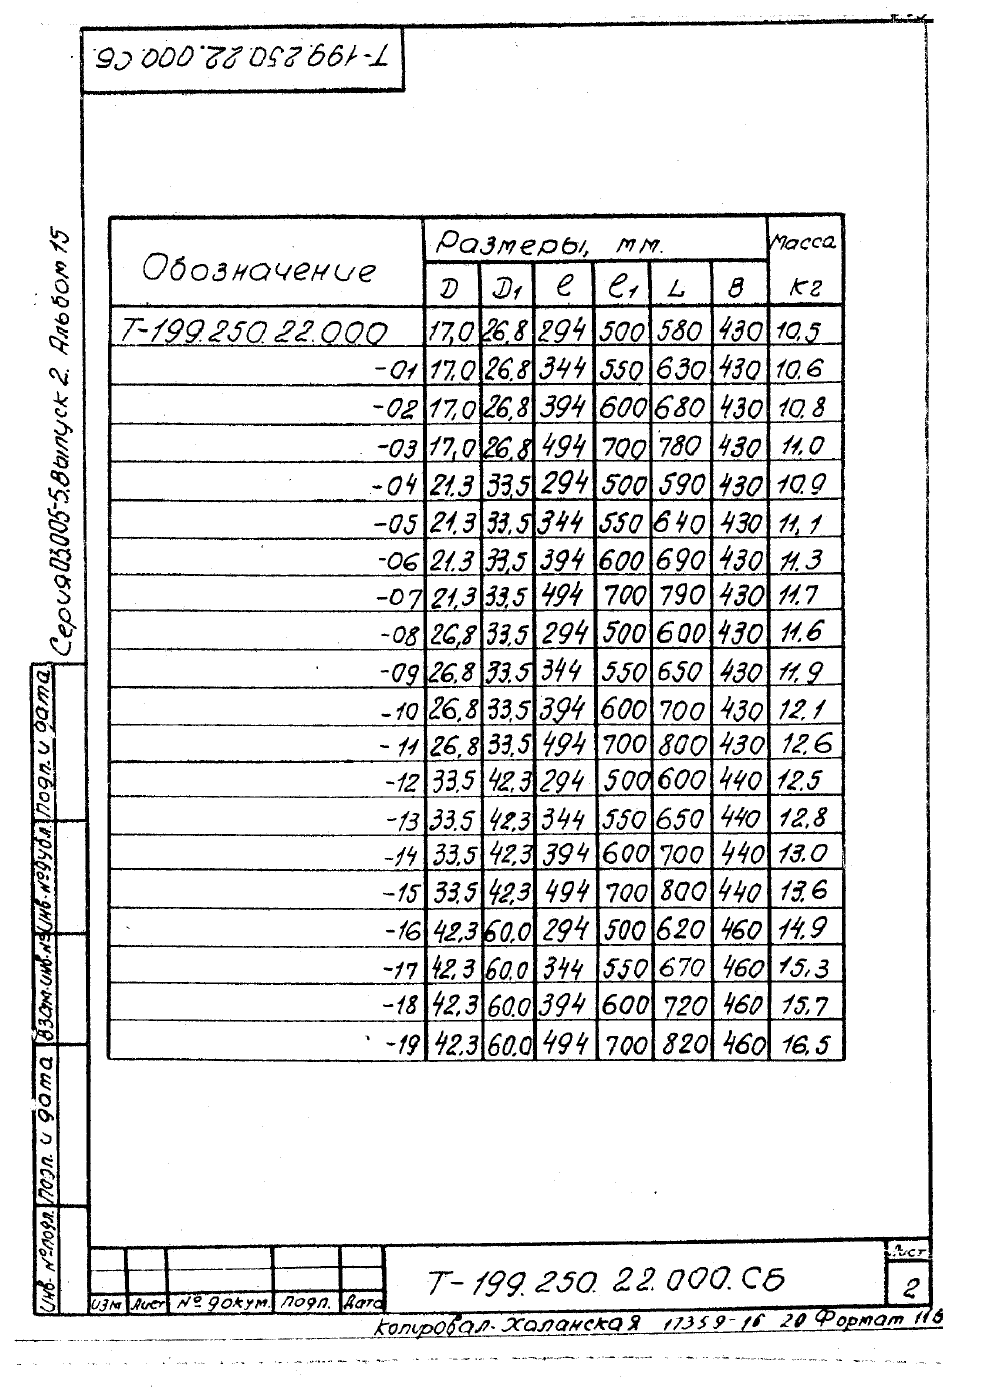 Т-199.250.22.000.СБ.
Серия 03.005-5. Выпуск 2. Альбом 15
Обозначение Размеры, мм. Масса кг
D D1 ℓ ℓ1 L B
Т-199.250.22.000 17,0 26,8 294 500 580 430 10,5
-01 17,0 26,8 344 550 630 430 10.6
-02 17,0 26,8 394 600 680 430 10,8
-03 17,0 26,8 494 700 780 430 11.0
-04 21.3 33,5 294 500 590 430 10.9
-05 21.3 33,5 344 550 640 430 11,1
-06 21.3 33,5 394 600 690 430 11.3
-07 21,3 33,5 494 700 790 430 11.7
-08 26,8 33,5 294 500 600 430 11.6
-09 26.8 33.5 344 550 650 430 11,9
-10 26,8 33,5 394 600 700 430 12.1
-11 26,8 33.5 494 700 800 430 12,6
-12 33.5 42,3 294 500 600 440 12,5
-13 33.5 42,3 344 550 650 440 12,8
-14 33,5 42,3 394 600 700 440 13.0
-15 33,5 42,3 494 700 800 440 13.6
-16 42,3 60.0 294 500 620 460 14,9
-17 42,3 60,0 344 550 670 460 15,3
-18 42,3 60.0 394 600 720 460 15,7
-19 42.3 60.0 494 700 820 460 16,5
Инв. № подл. Подп. и дата Взам. инв. № Инв. № дубл. Подп. и дата
Изм Лист № докум. Подп. Дата
Т-199.250.22.000.СБ
Лист
2
Копировал- Халанская 17359-16 20 Формат 11б